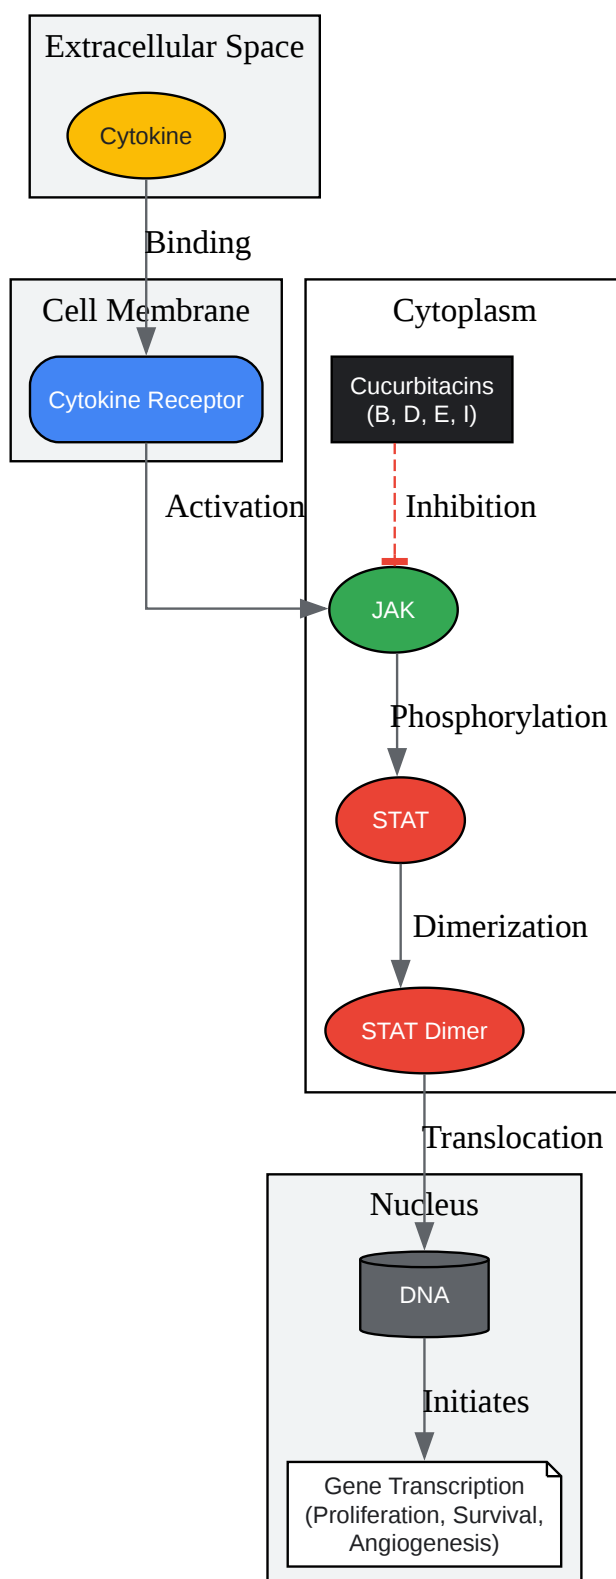 Extracellular Space
Cytokine
Binding
Cell Membrane
Cytoplasm
Cytokine Receptor
Cucurbitacins
(B, D, E, I)
Activation
Inhibition
JAK
Phosphorylation
STAT
Dimerization
STAT Dimer
Translocation
Nucleus
DNA
Initiates
Gene Transcription
(Proliferation, Survival,
Angiogenesis)